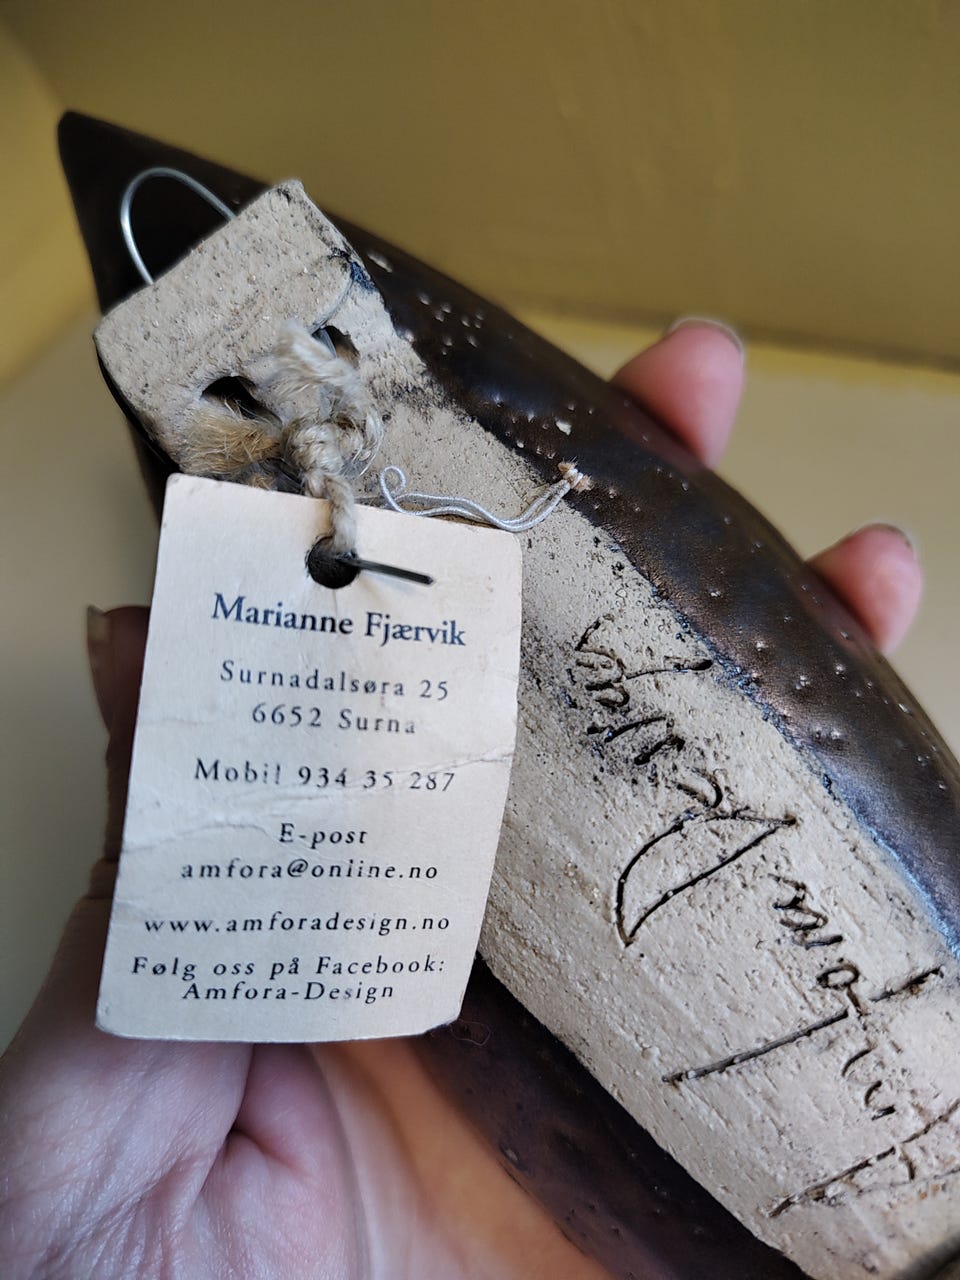 Marianne Fjærvik
Surnadalsøra 25
6652 Surna
Mobil 934 35 287
E-post
amfora@online.no
www.amforadesign.no
Følg oss på Facebook:
Amfora-Design